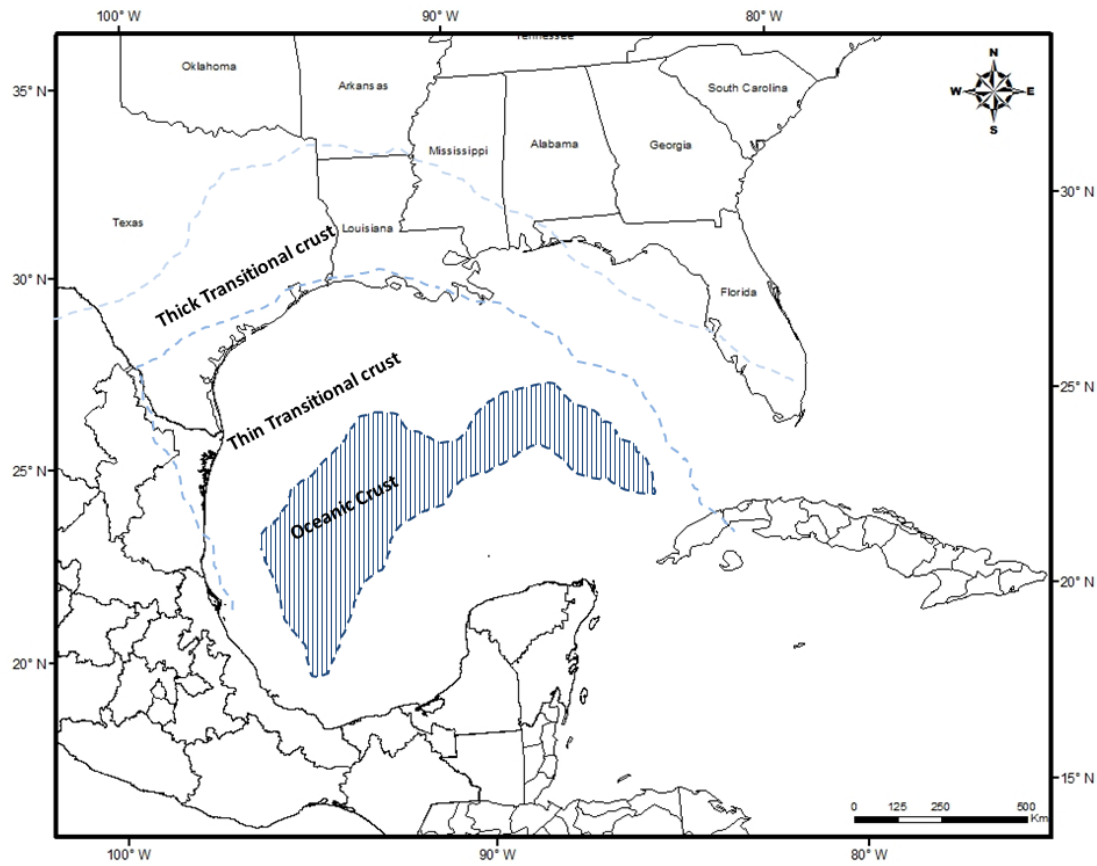 100° W 90° W 80° W
Tennessee
N
W E
S
35° N
Oklahoma
Arkansas
South Carolina
Mississippi
Alabama
Georgia
30° N
Texas
Louisiana
Thick Transitional crust
30° N
Florida
Thin Transitional crust
25° N
25° N
Oceanic Crust
20° N
20° N
15° N
0 125 250 500
Km
100° W 90° W 80° W